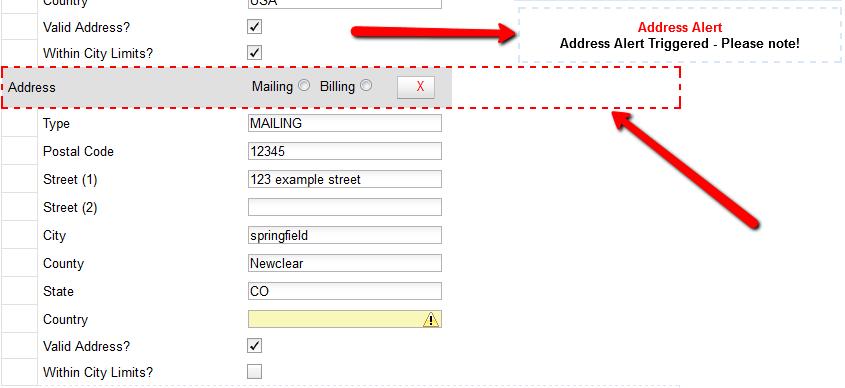 Country USA
Address Alert
Valid Address?
Address Alert Triggered - Please note!
Within City Limits?
Address Mailing Billing X
Type MAILING
Postal Code 12345
Street (1) 123 example street
Street (2)
City springfield
County Newclear
State CO
Country
Valid Address?
Within City Limits?